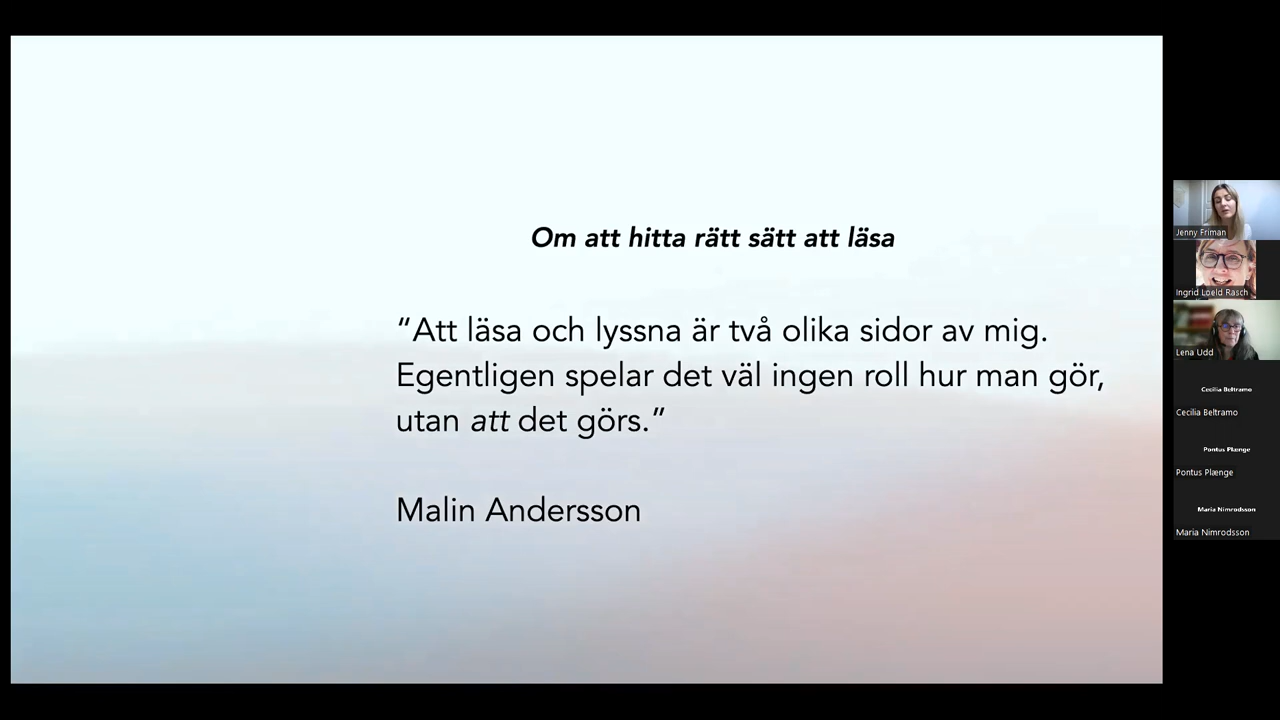 Om att hitta rätt sätt att läsa
”Att läsa och lyssna är två olika sidor av mig.
Egentligen spelar det väl ingen roll hur man gör,
utan att det görs.”
Malin Andersson
Jenny Friman
Ingrid Loeld Rasch
Lena Udd
Cecilia Beltramo
Cecilia Beltramo
Pontus Plænge
Pontus Plænge
Maria Nimrodsson
Maria Nimrodsson